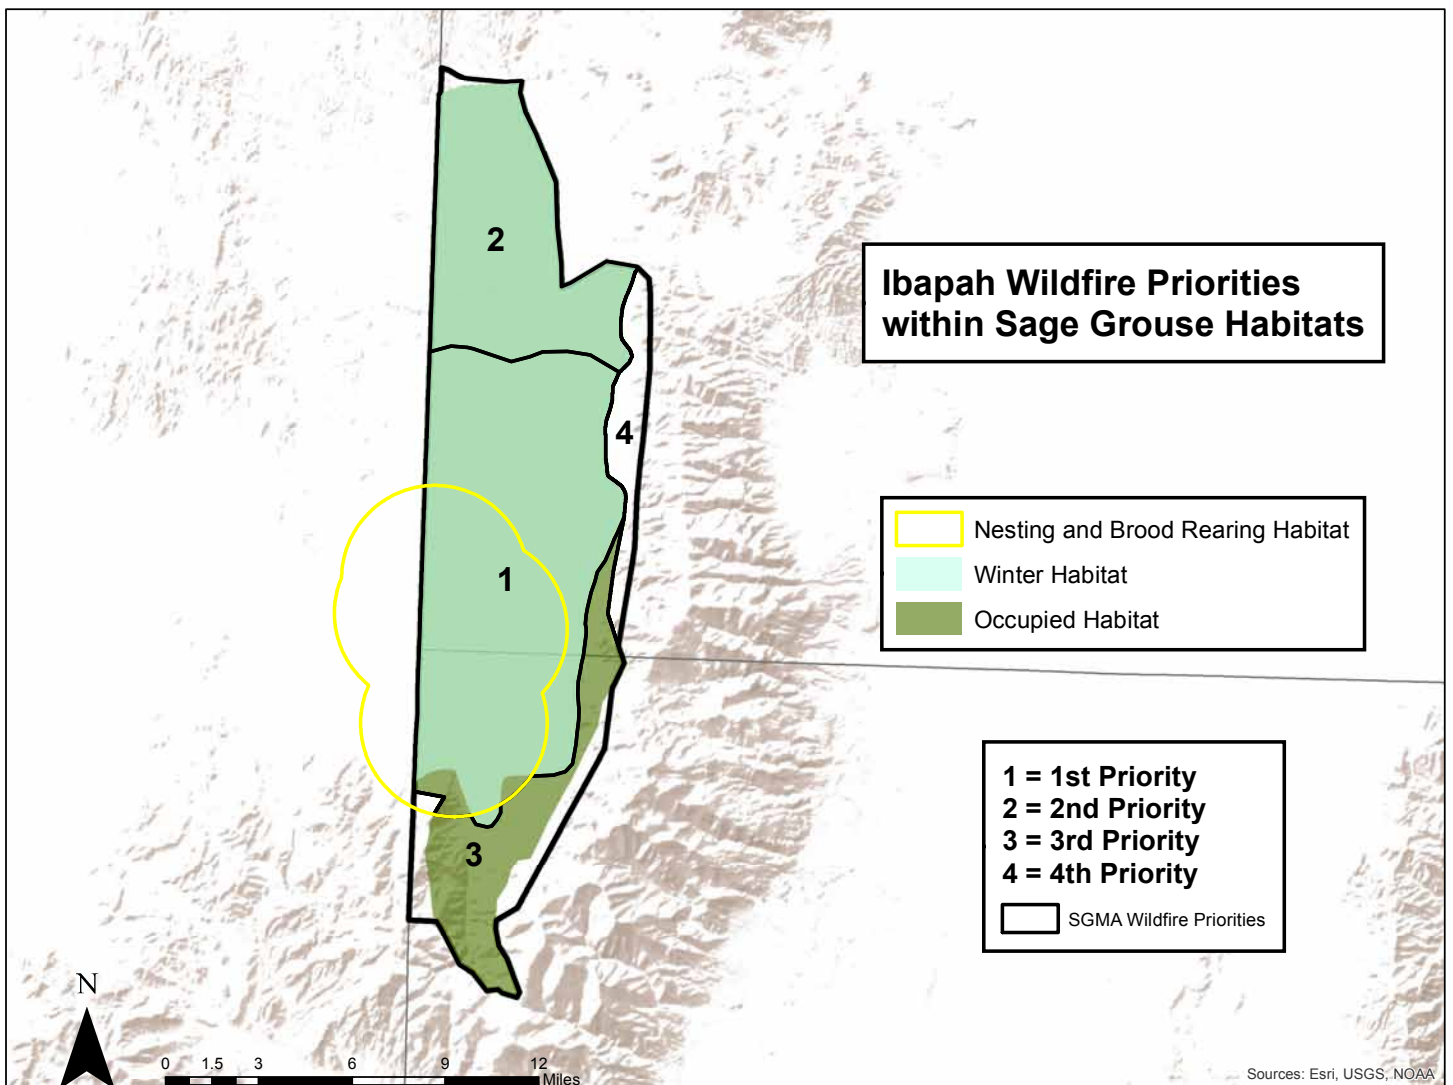 2
Ibapah Wildfire Priorities
within Sage Grouse Habitats
4
Nesting and Brood Rearing Habitat
1
Winter Habitat
Occupied Habitat
1 = 1st Priority
2 = 2nd Priority
3 = 3rd Priority
4 = 4th Priority
3
SGMA Wildfire Priorities
N
0 1.5 3 6 9 12
Miles
Sources: Esri, USGS, NOAA